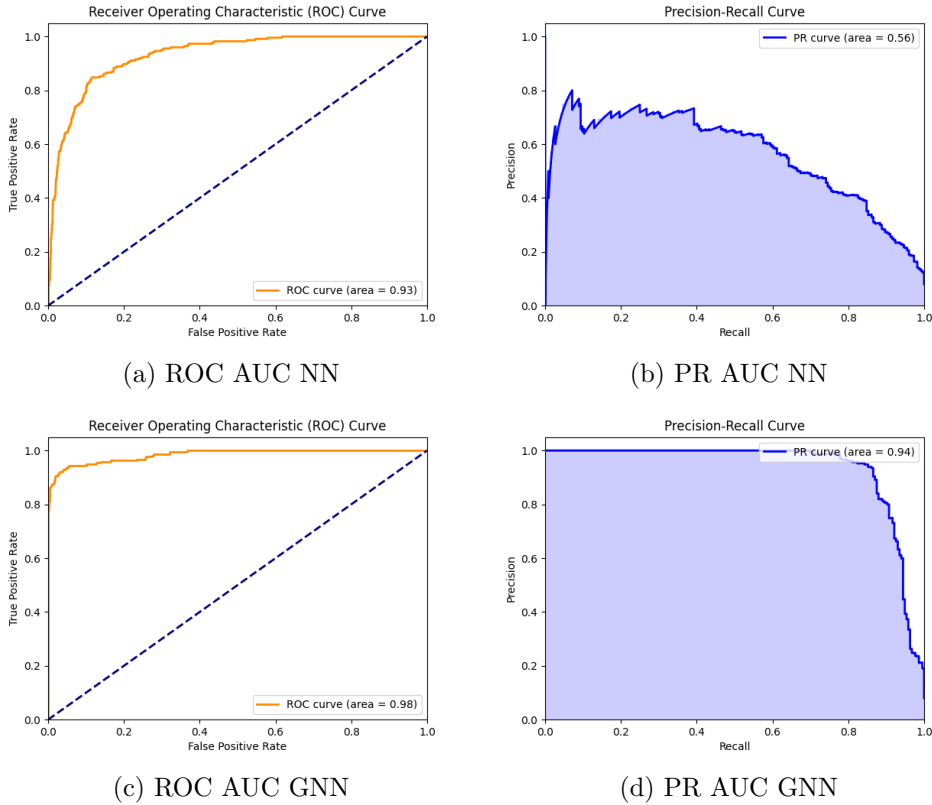 Receiver Operating Characteristic (ROC) Curve
1.0
0.8
0.6
0.4
0.2
0.0
True Positive Rate
ROC curve (area = 0.93)
0.0 0.2 0.4 0.6 0.8 1.0
False Positive Rate
(a) ROC AUC NN
Precision-Recall Curve
PR curve (area = 0.56)
1.0
0.8
0.6
0.4
0.2
0.0
Precision
0.0 0.2 0.4 0.6 0.8 1.0
Recall
(b) PR AUC NN
Receiver Operating Characteristic (ROC) Curve
1.0
0.8
0.6
0.4
0.2
0.0
True Positive Rate
ROC curve (area = 0.98)
0.0 0.2 0.4 0.6 0.8 1.0
False Positive Rate
(c) ROC AUC GNN
Precision-Recall Curve
PR curve (area = 0.94)
1.0
0.8
0.6
0.4
0.2
0.0
Precision
0.0 0.2 0.4 0.6 0.8 1.0
Recall
(d) PR AUC GNN